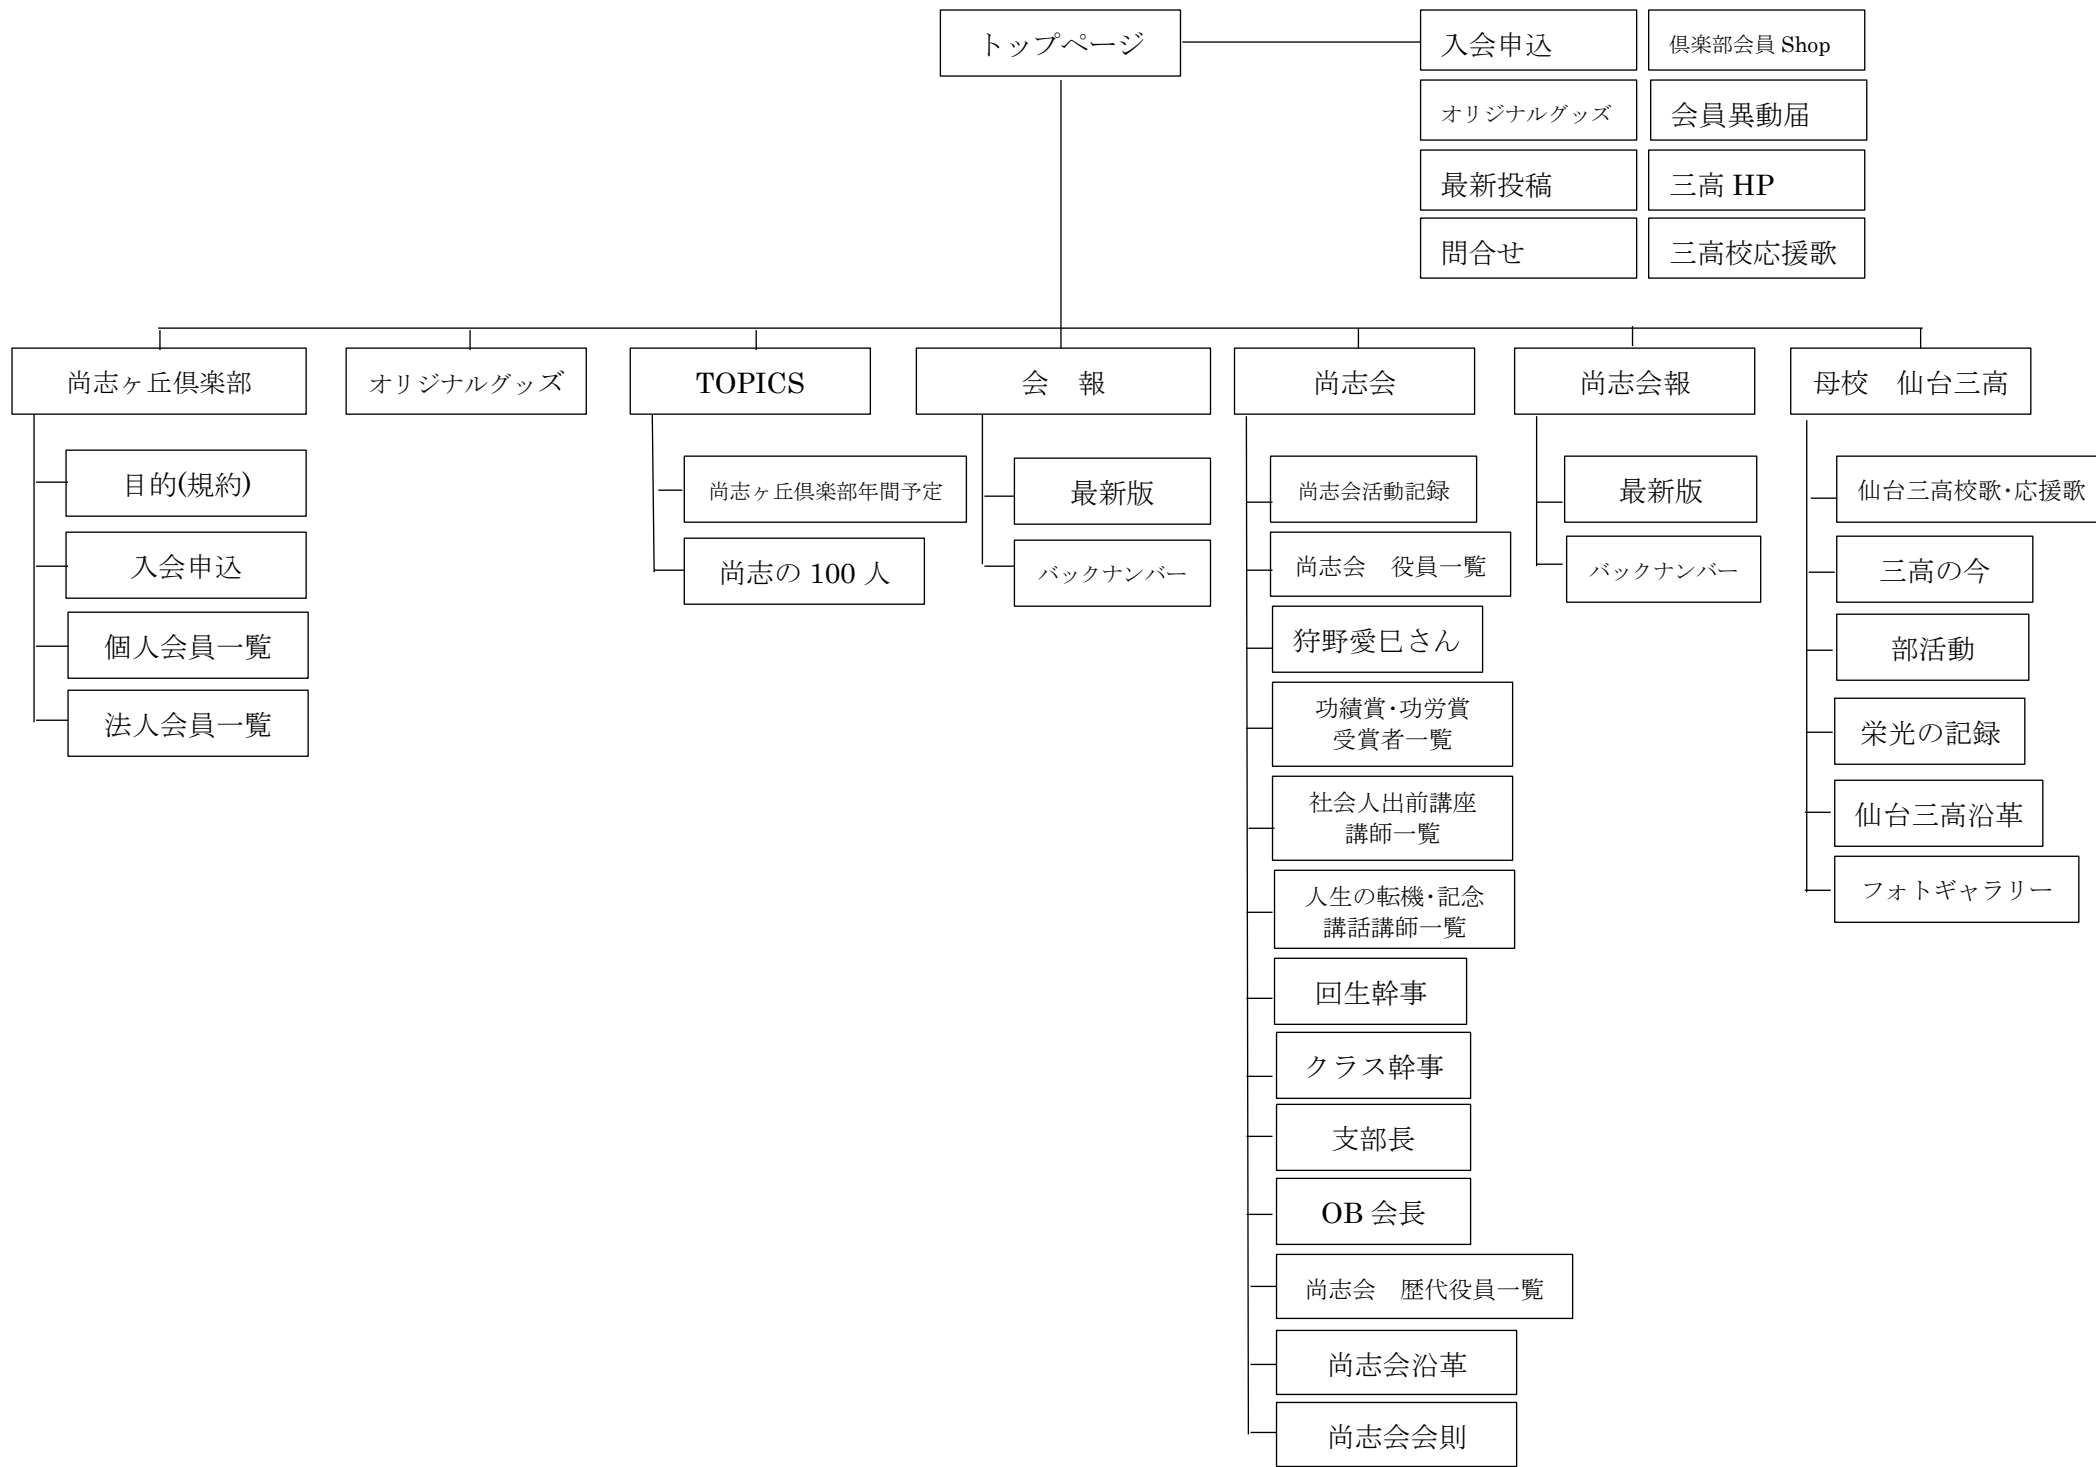 トップページ
入会申込
倶楽部会員 Shop
オリジナルグッズ
会員異動届
最新投稿
三高 HP
問合せ
三高校応援歌
尚志ヶ丘倶楽部
オリジナルグッズ
TOPICS
会　報
尚志会
尚志会報
母校　仙台三高
目的(規約)
入会申込
個人会員一覧
法人会員一覧
尚志ヶ丘倶楽部年間予定
尚志の 100 人
最新版
バックナンバー
尚志会活動記録
尚志会　役員一覧
狩野愛巳さん
功績賞・功労賞
受賞者一覧
社会人出前講座
講師一覧
人生の転機・記念
講話講師一覧
回生幹事
クラス幹事
支部長
OB 会長
尚志会　歴代役員一覧
尚志会沿革
尚志会会則
最新版
バックナンバー
仙台三高校歌・応援歌
三高の今
部活動
栄光の記録
仙台三高沿革
フォトギャラリー